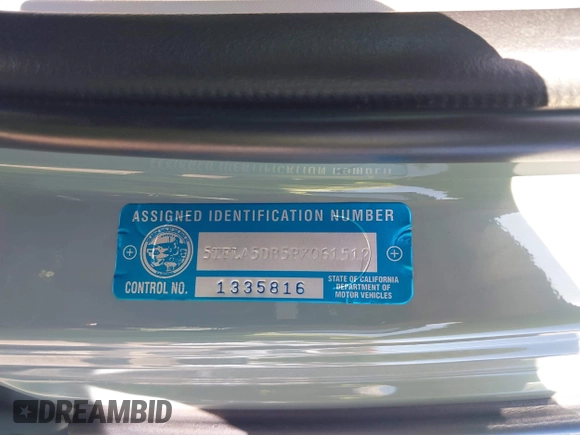 ASSIGNED IDENTIFICATION NUMBER
CONTROL NO. 1335816
STATE OF CALIFORNIA
DEPARTMENT OF
MOTOR VEHICLES
DREAMBID